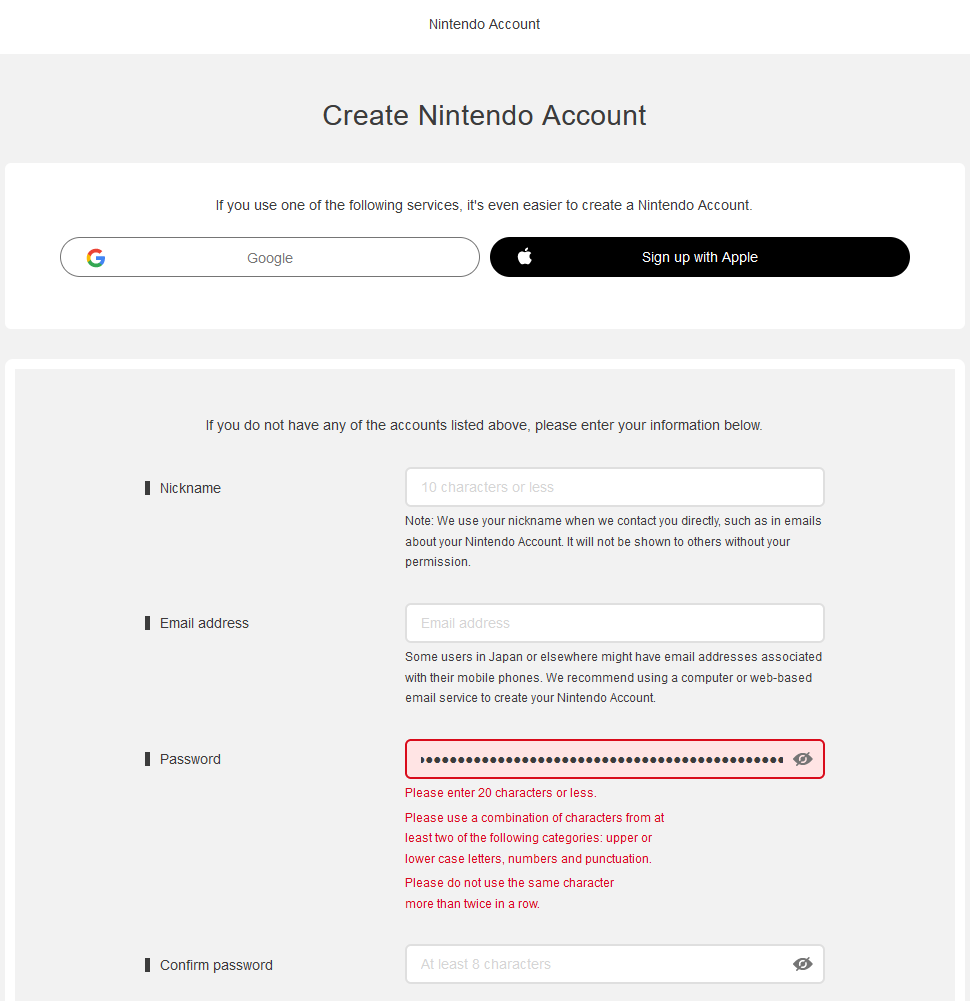 Nintendo Account
Create Nintendo Account
If you use one of the following services, it's even easier to create a Nintendo Account.
Google
Sign up with Apple
If you do not have any of the accounts listed above, please enter your information below.
Nickname
10 characters or less
Note: We use your nickname when we contact you directly, such as in emails
about your Nintendo Account. It will not be shown to others without your
permission.
Email address
Email address
Some users in Japan or elsewhere might have email addresses associated
with their mobile phones. We recommend using a computer or web-based
email service to create your Nintendo Account.
Password
Please enter 20 characters or less.
Please use a combination of characters from at
least two of the following categories: upper or
lower case letters, numbers and punctuation.
Please do not use the same character
more than twice in a row.
Confirm password
At least 8 characters